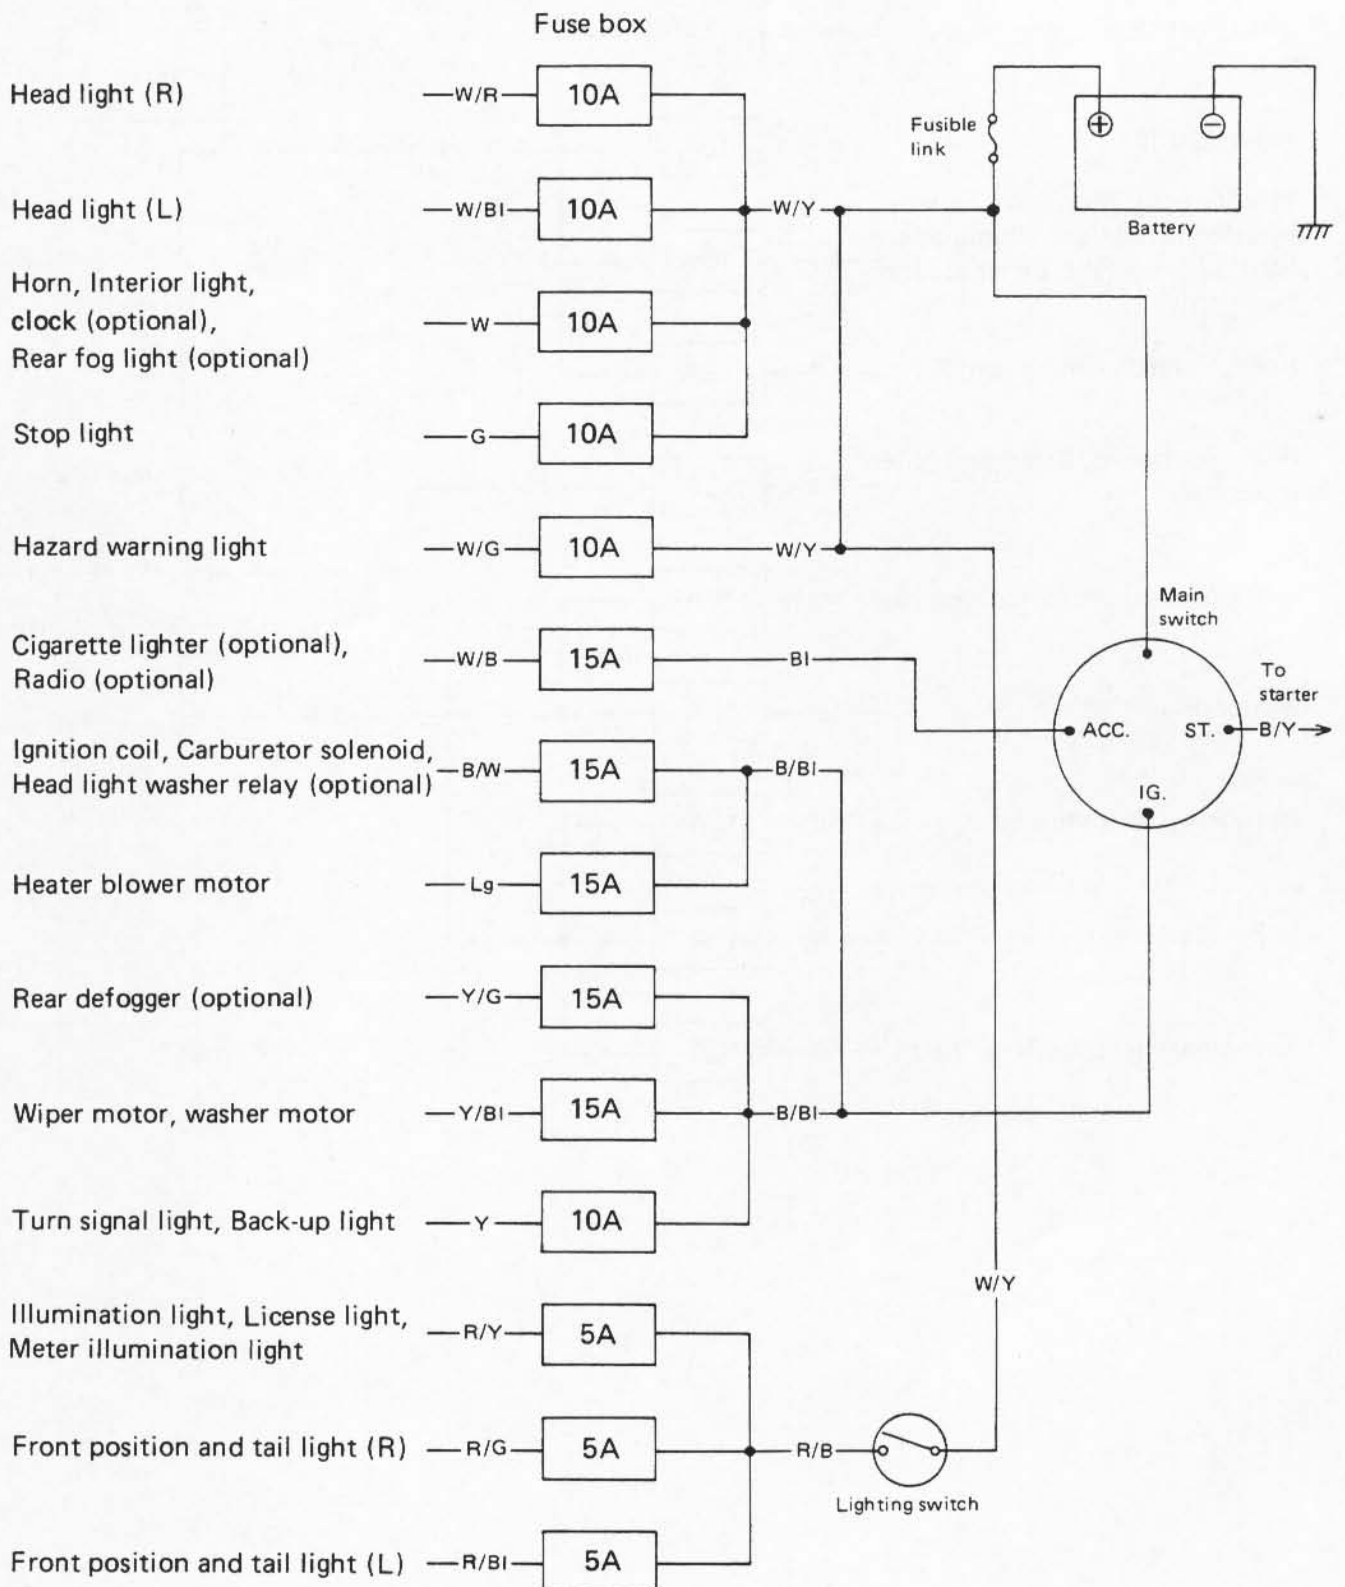 Fuse box
Head light (R)
W/R
10A
Head light (L)
W/Bl
10A
W/Y
Horn, Interior light,
clock (optional),
Rear fog light (optional)
W
10A
Stop light
G
10A
Hazard warning light
W/G
10A
W/Y
Cigarette lighter (optional),
Radio (optional)
W/B
15A
Bl
Ignition coil, Carburetor solenoid,
Head light washer relay (optional)
B/W
15A
B/Bl
Heater blower motor
Lg
15A
Rear defogger (optional)
Y/G
15A
Wiper motor, washer motor
Y/Bl
15A
B/Bl
Turn signal light, Back-up light
Y
10A
Illumination light, License light,
Meter illumination light
R/Y
5A
Front position and tail light (R)
R/G
5A
R/B
Front position and tail light (L)
R/Bl
5A
Fusible
link
+
−
Battery
Main
switch
ACC.
ST.
IG.
To
starter
B/Y
W/Y
Lighting switch